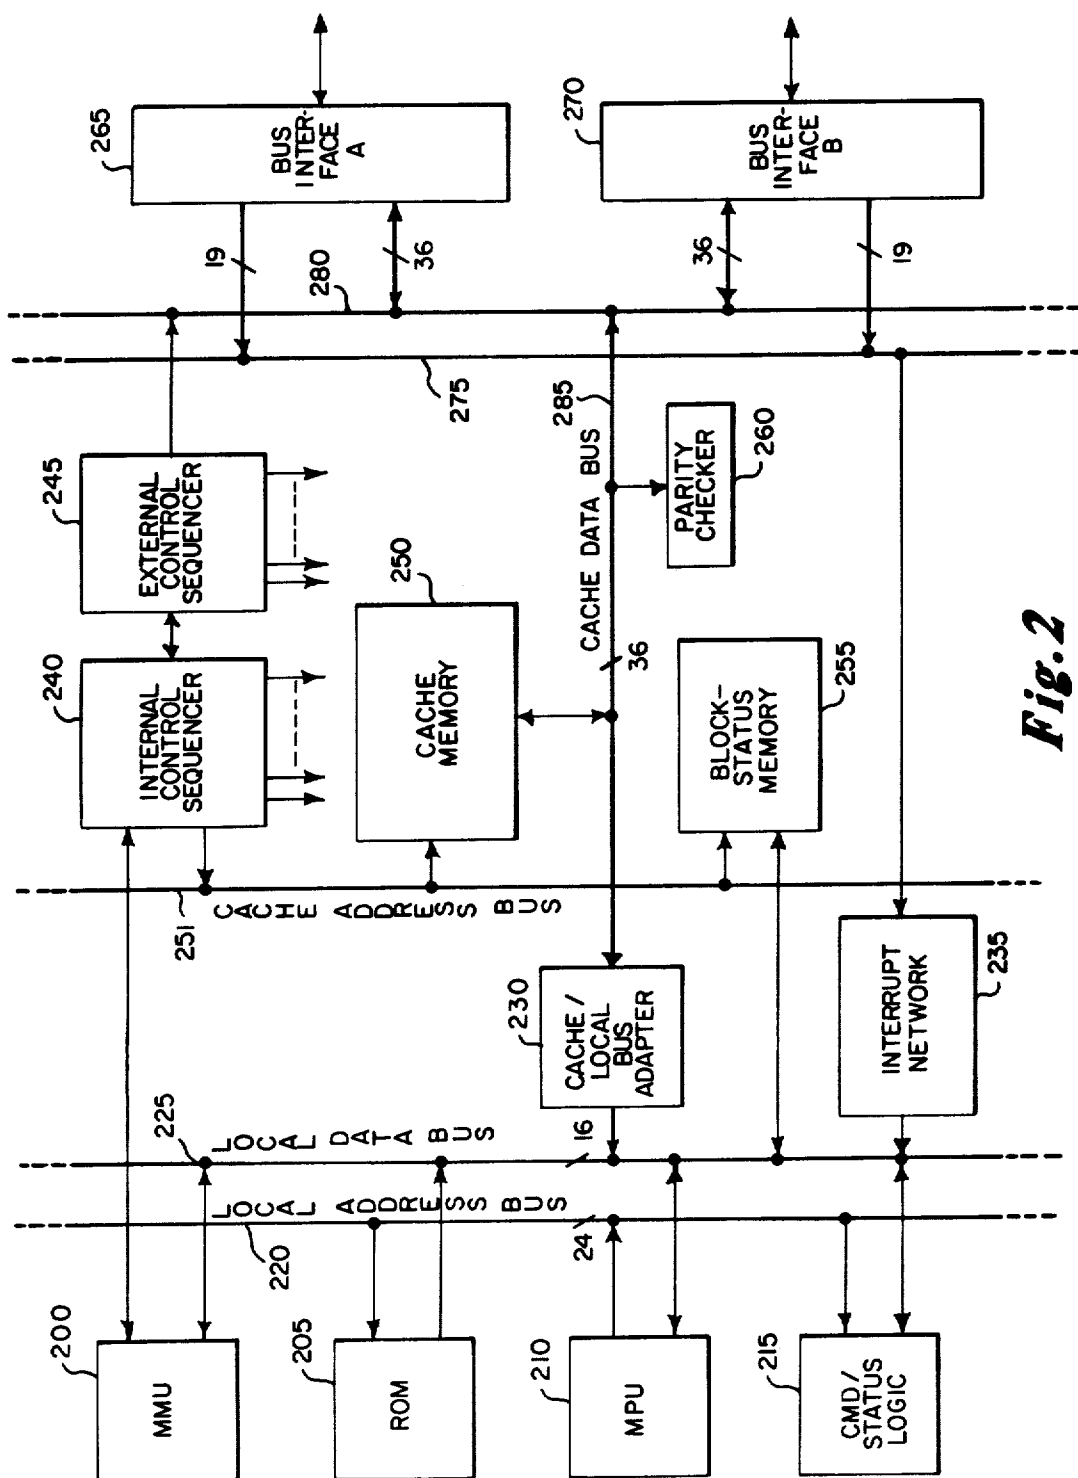 200
MMU
205
ROM
210
MPU
215
CMD/
STATUS
LOGIC
220
LOCAL ADDRESS BUS
24
225
LOCAL DATA BUS
16
230
CACHE/
LOCAL
BUS
ADAPTER
235
INTERRUPT
NETWORK
251
CACHE ADDRESS BUS
240
INTERNAL
CONTROL
SEQUENCER
245
EXTERNAL
CONTROL
SEQUENCER
250
CACHE
MEMORY
36
CACHE DATA BUS
285
BLOCK-
STATUS
MEMORY
255
PARITY
CHECKER
260
275
280
19
36
36
19
265
BUS
INTER-
FACE
A
270
BUS
INTER-
FACE
B
Fig. 2